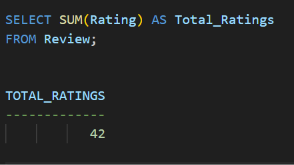 SELECT SUM(Rating) AS Total_Ratings
FROM Review;
TOTAL_RATINGS
-------------
42